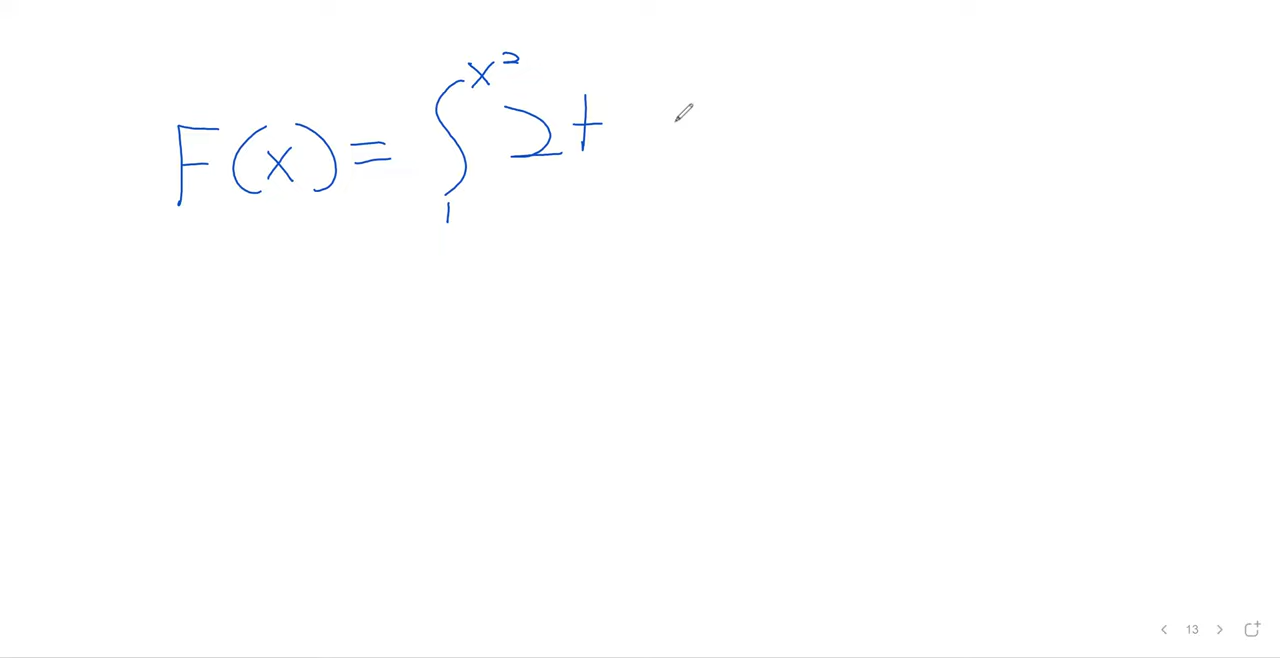 F(x) = ∫₁^{x²} 2t
13